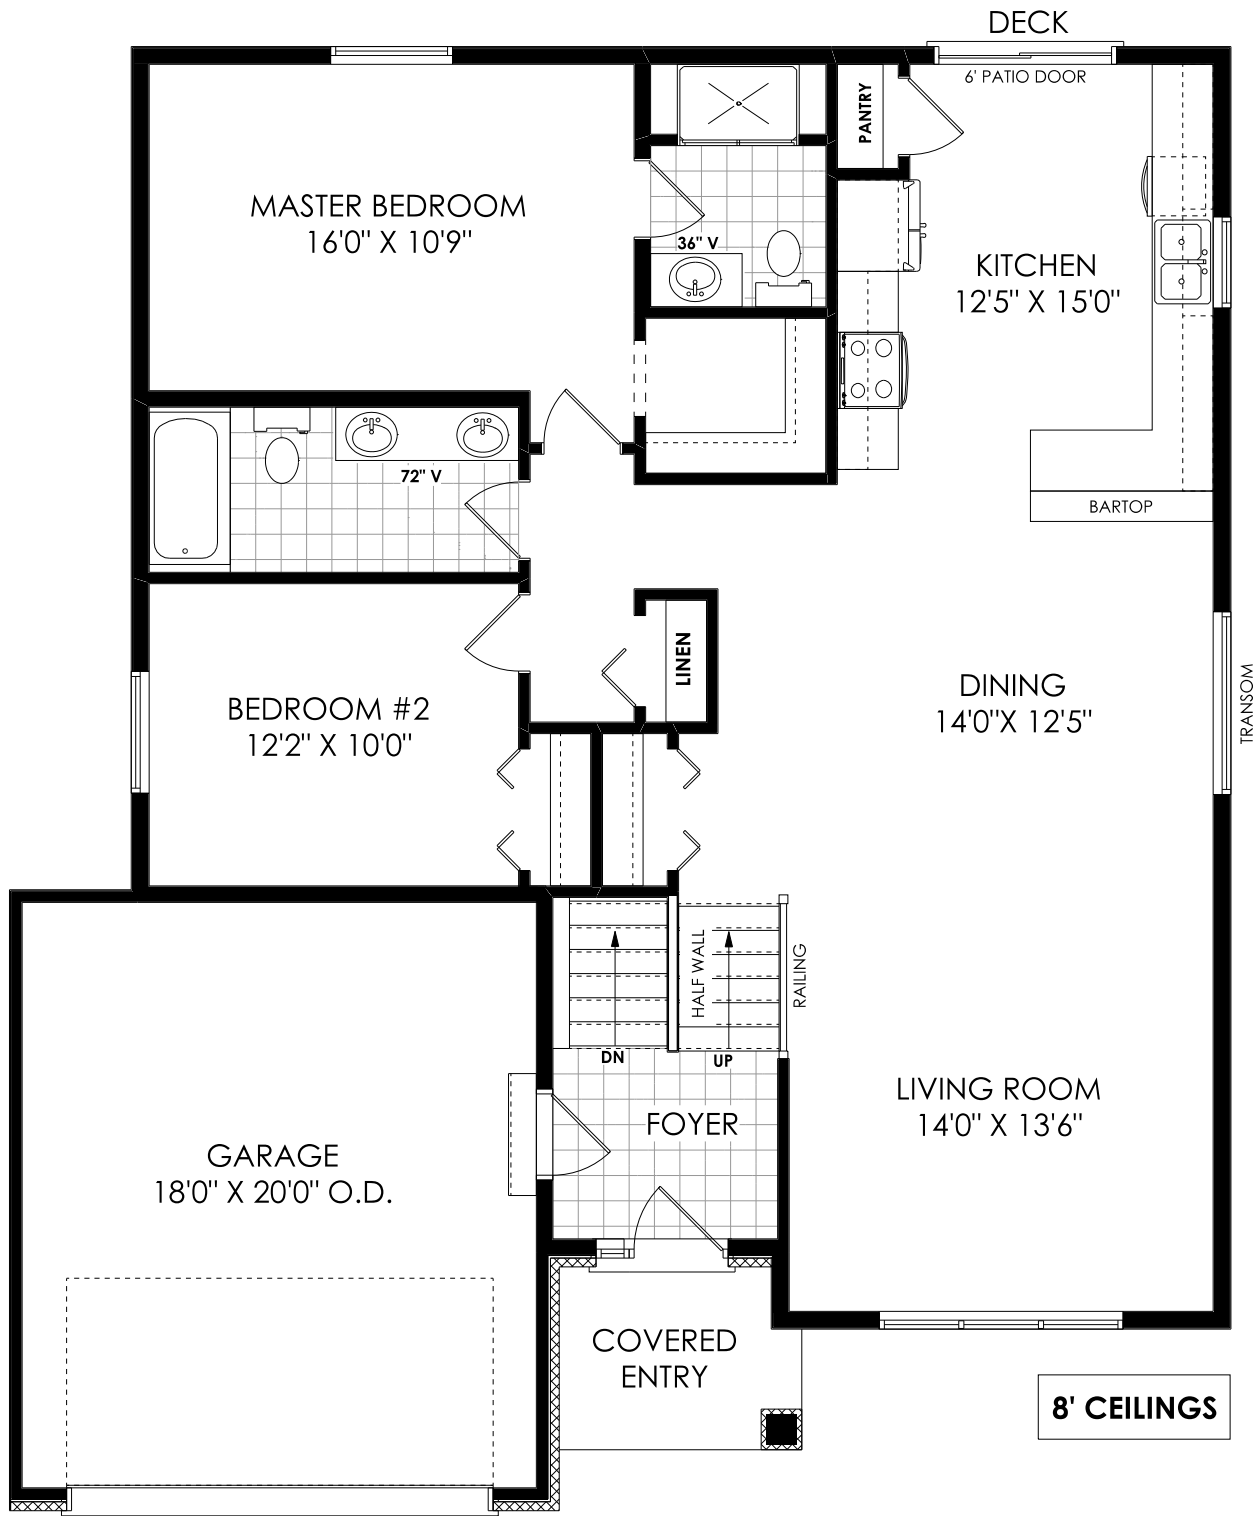 DECK
6' PATIO DOOR
PANTRY
MASTER BEDROOM
16'0" X 10'9"
36" V
KITCHEN
12'5" X 15'0"
72" V
BARTOP
LINEN
BEDROOM #2
12'2" X 10'0"
DINING
14'0"X 12'5"
TRANSOM
HALF WALL
RAILING
DN
UP
FOYER
LIVING ROOM
14'0" X 13'6"
GARAGE
18'0" X 20'0" O.D.
COVERED
ENTRY
8' CEILINGS